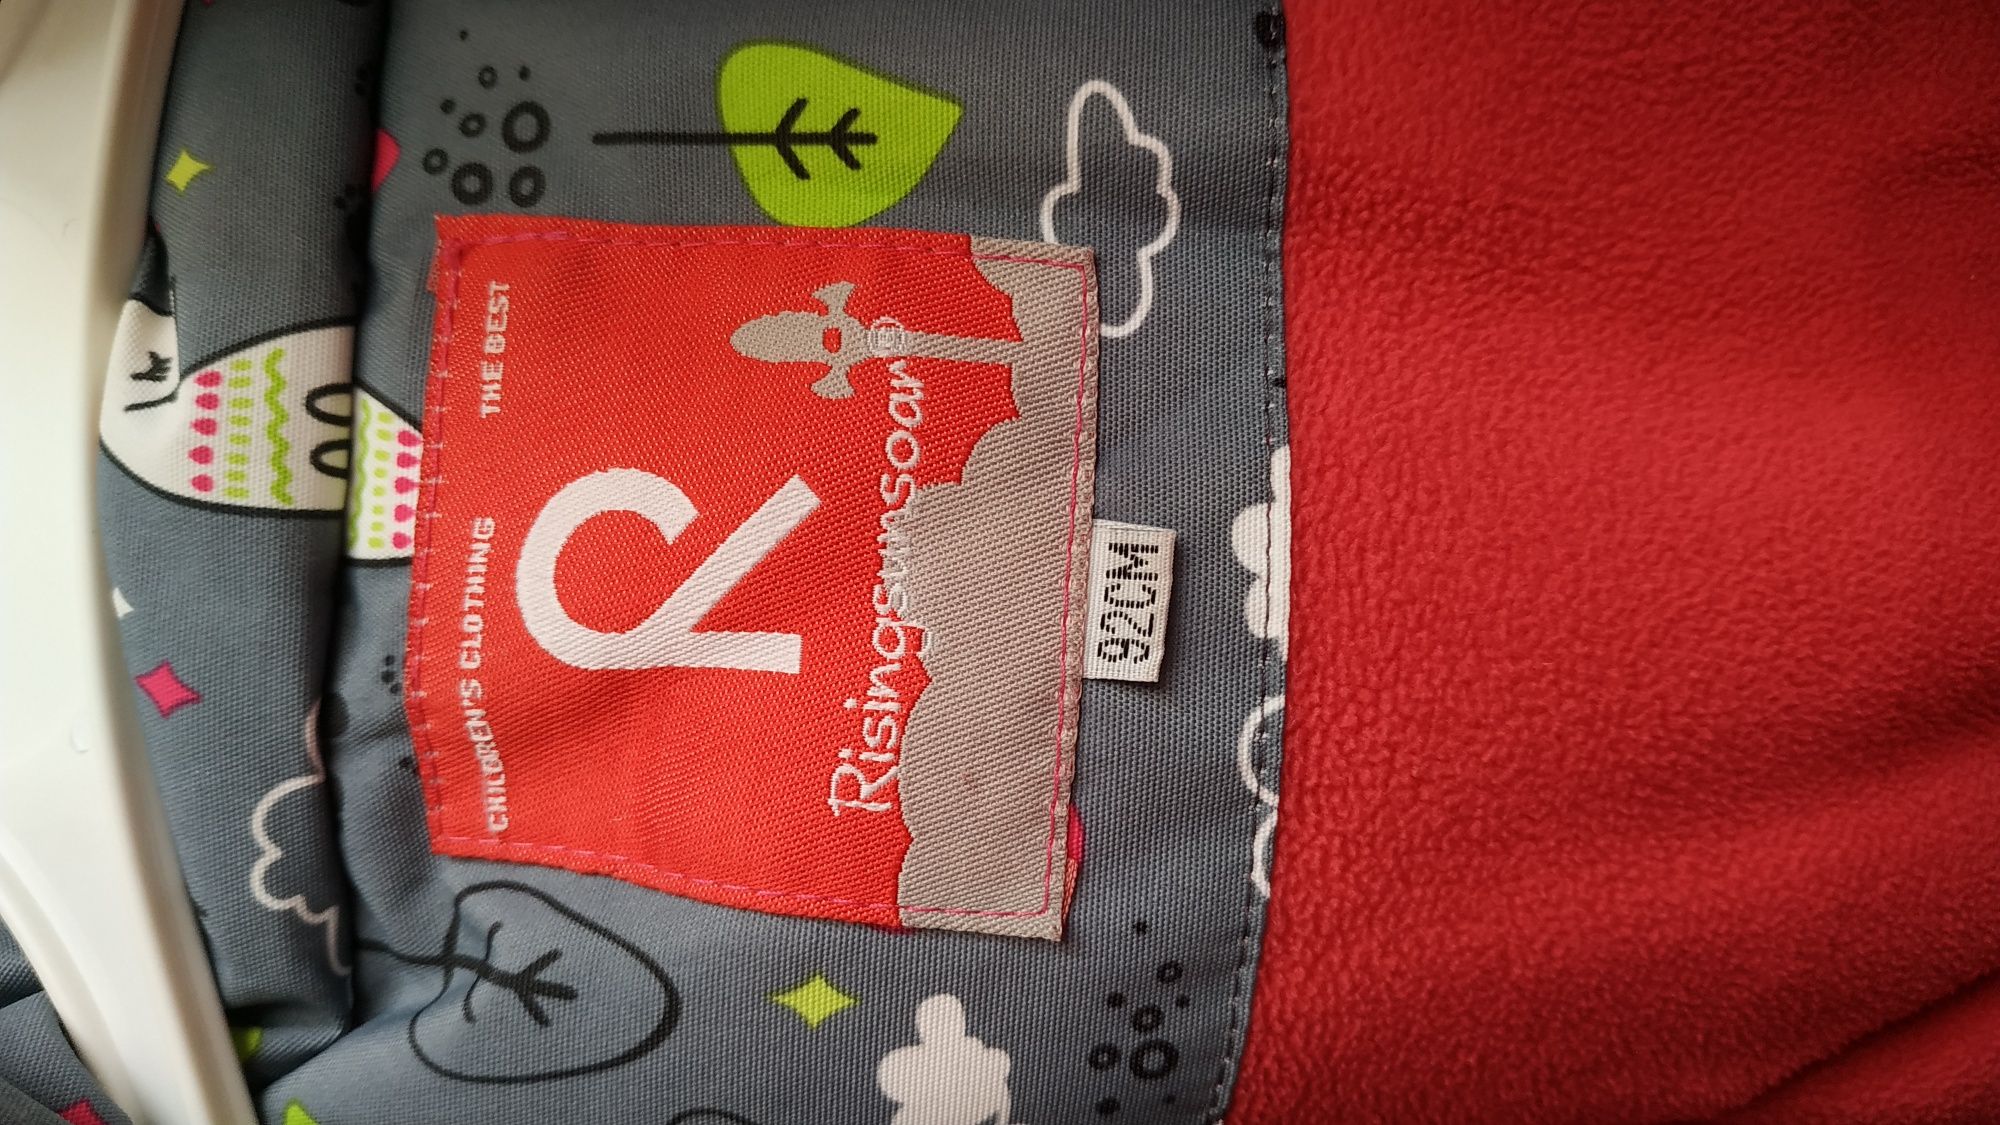 CHILDREN'S CLOTHING THE BEST
R
Risingsunsoar
92CM